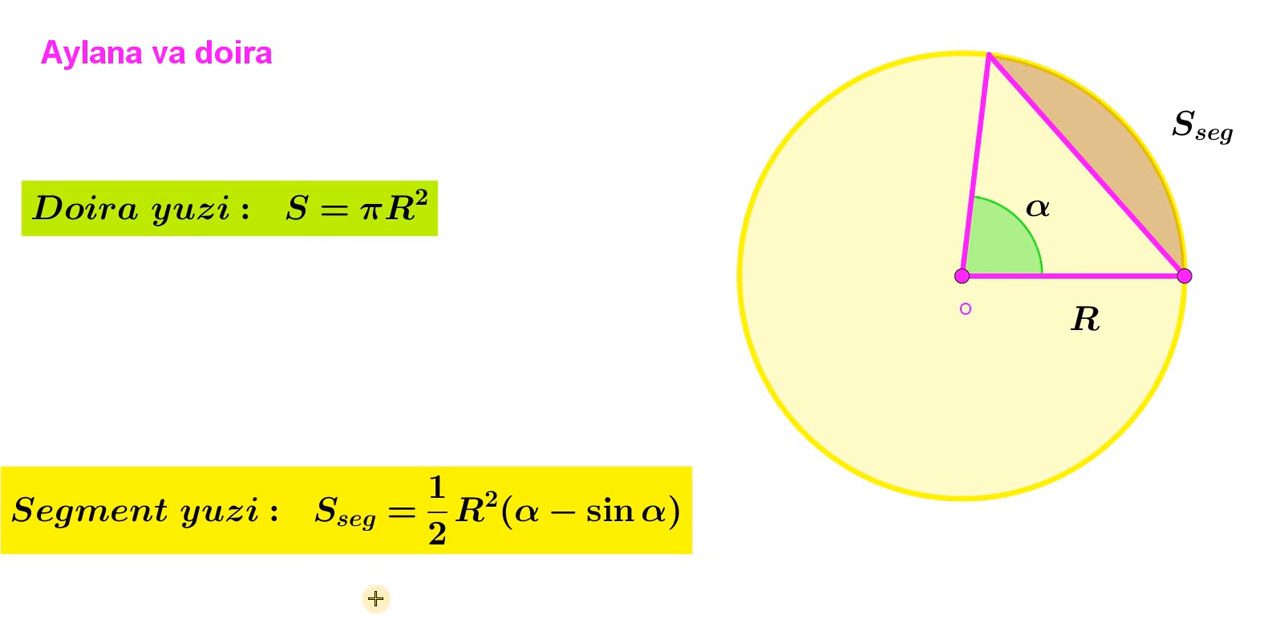 Aylana va doira
Doira yuzi : S = πR²
Segment yuzi : S_seg = 1/2 R²(α − sin α)
S_seg
α
R
O